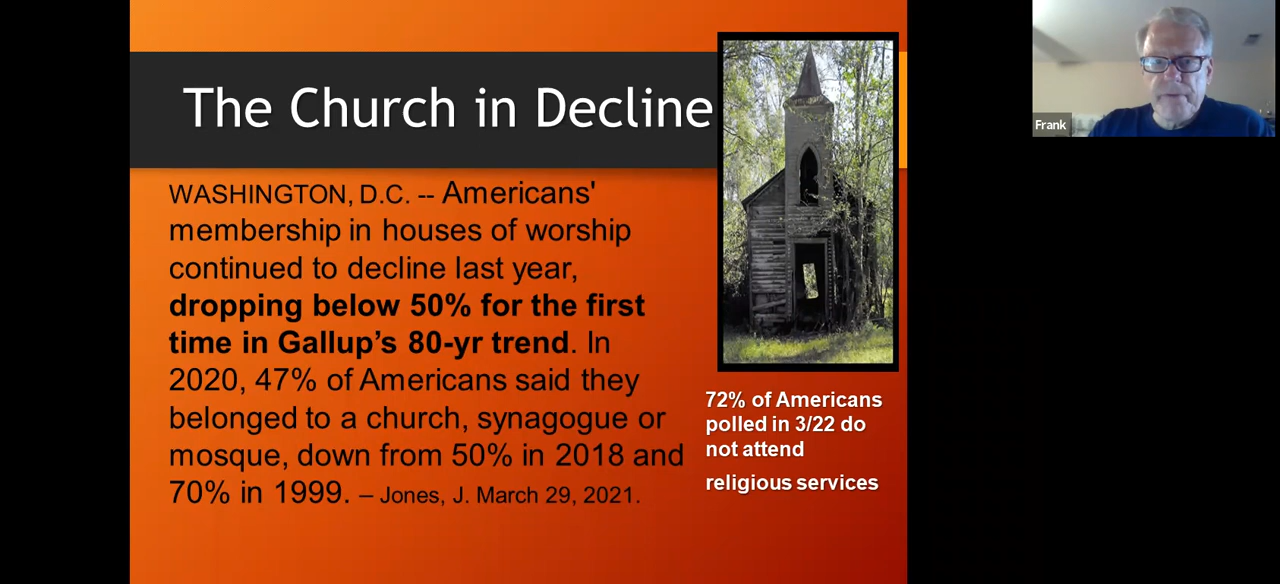 The Church in Decline
WASHINGTON, D.C. -- Americans'
membership in houses of worship
continued to decline last year,
dropping below 50% for the first
time in Gallup’s 80-yr trend. In
2020, 47% of Americans said they
belonged to a church, synagogue or
mosque, down from 50% in 2018 and
70% in 1999. – Jones, J. March 29, 2021.
72% of Americans
polled in 3/22 do
not attend
religious services
Frank